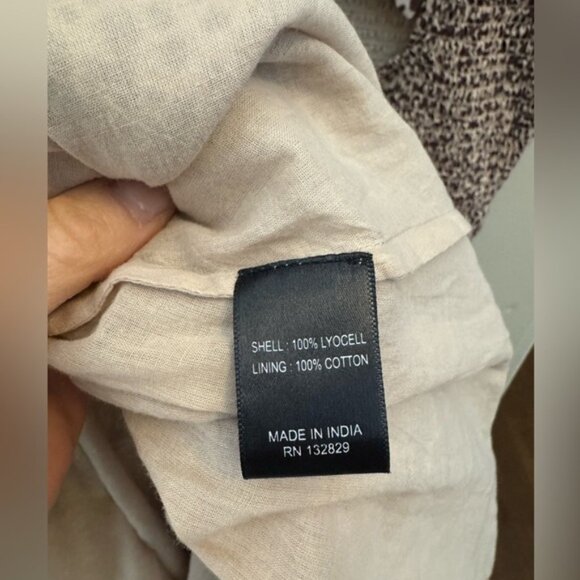 SHELL : 100% LYOCELL
LINING : 100% COTTON
MADE IN INDIA
RN 132829